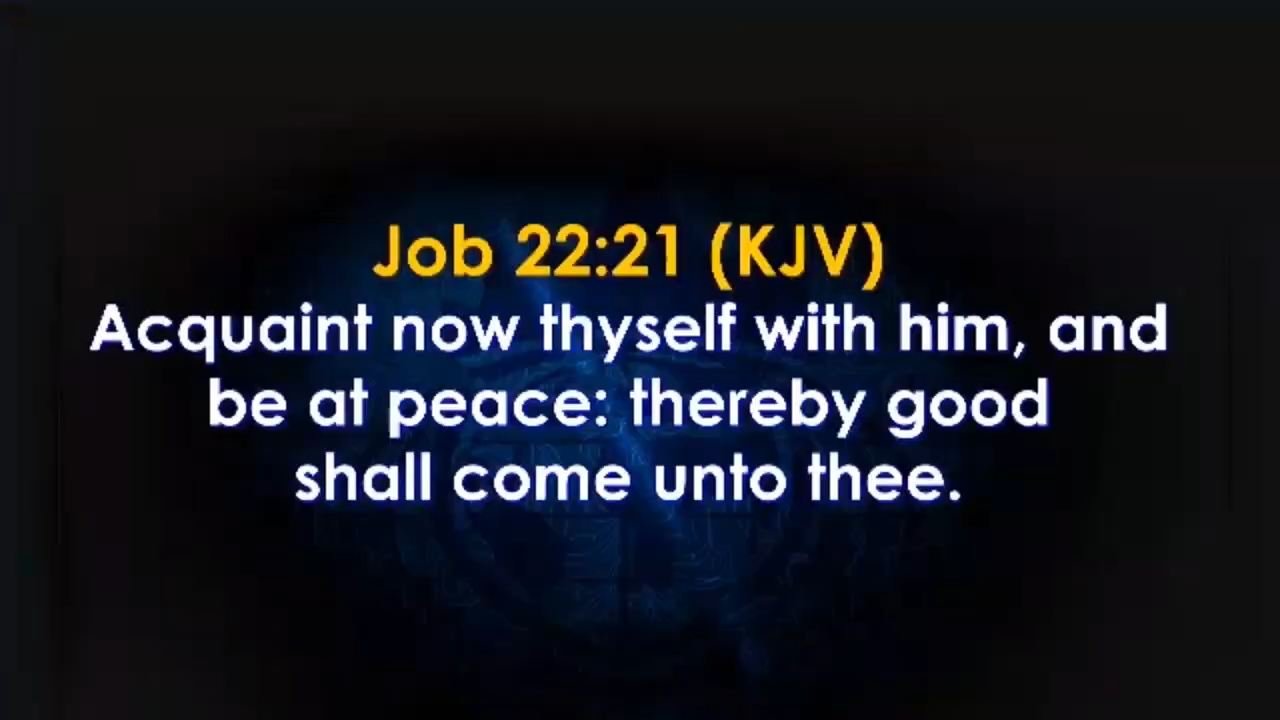 Job 22:21 (KJV)
Acquaint now thyself with him, and
be at peace: thereby good
shall come unto thee.